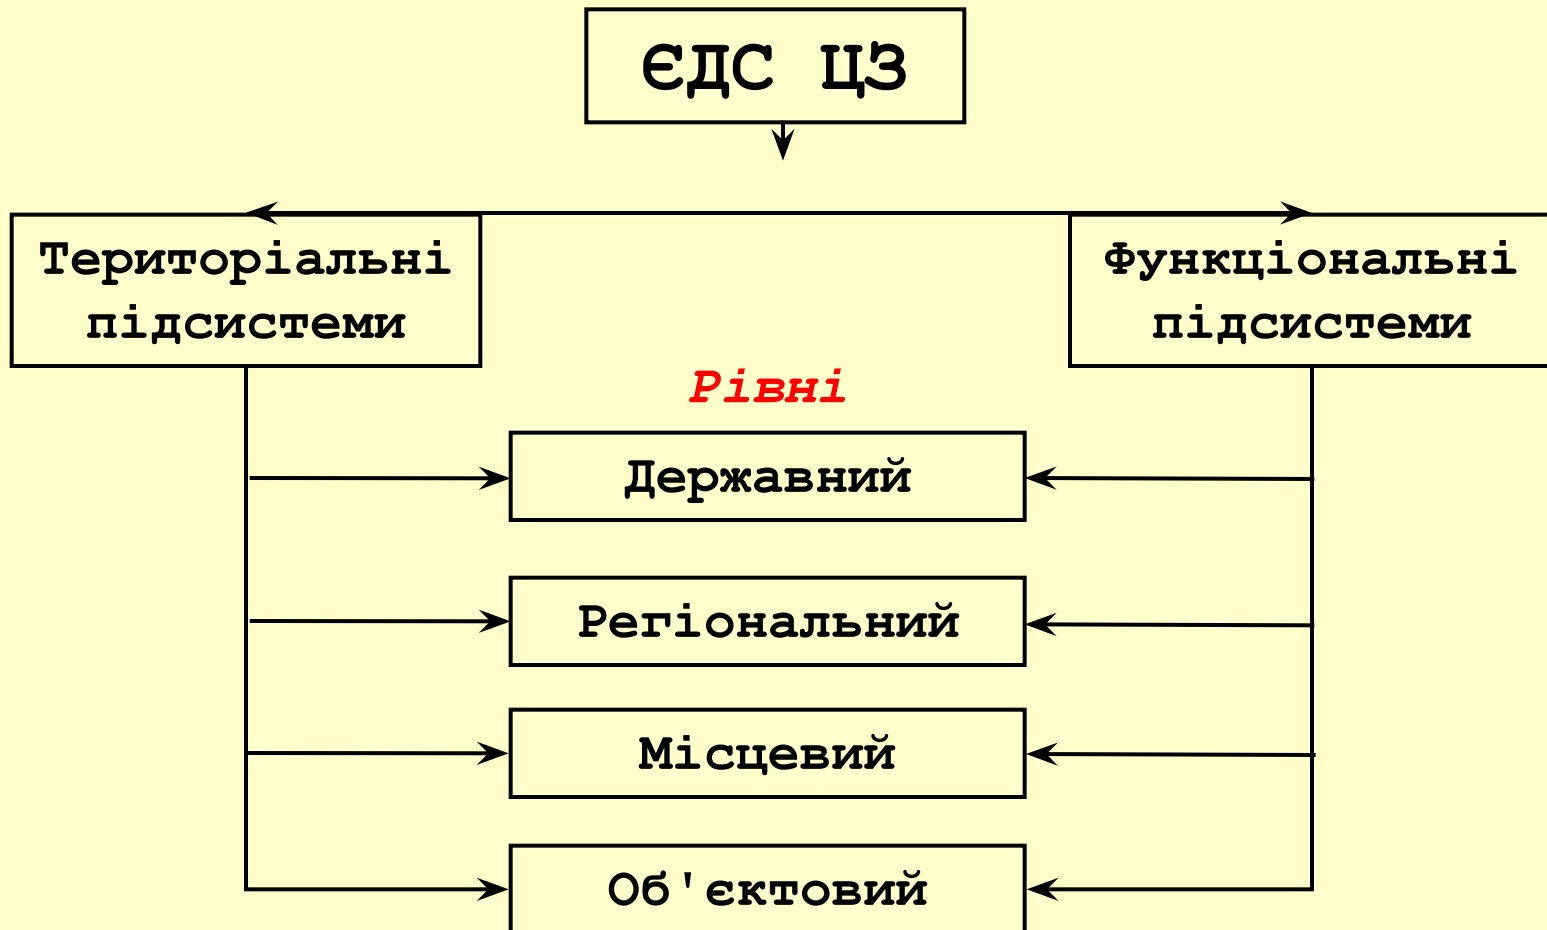 ЄДС ЦЗ
Територіальні
підсистеми
Функціональні
підсистеми
Рівні
Державний
Регіональний
Місцевий
Об'єктовий